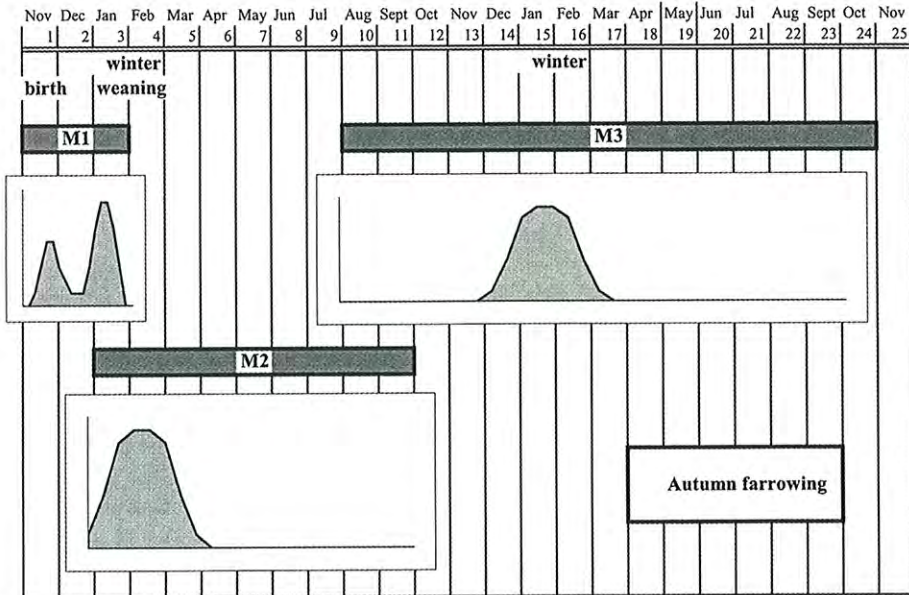 Nov Dec Jan Feb Mar Apr May Jun Jul Aug Sept Oct Nov Dec Jan Feb Mar Apr May Jun Jul Aug Sept Oct Nov
1 2 3 4 5 6 7 8 9 10 11 12 13 14 15 16 17 18 19 20 21 22 23 24 25
winter winter
birth weaning
M1 M3
M2
Autumn farrowing